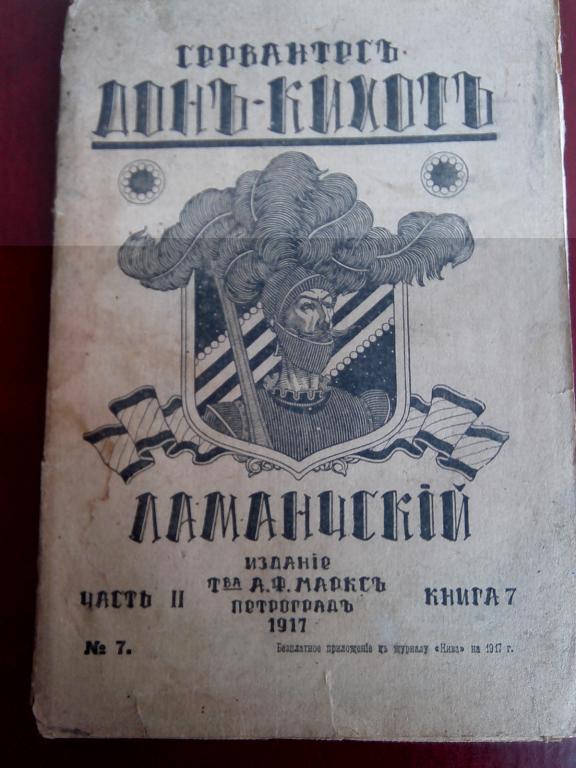 СЕРВАНТЕСЪ.
ДОНЪ-КИХОТЪ
ЛАМАНЧСКІЙ
ИЗДАНІЕ
ЧАСТЬ II Т-ВА А.Ф. МАРКСЪ КНИГА 7
ПЕТРОГРАДЪ
1917
№ 7. Безплатное приложеніе къ журналу «Нива» на 1917 г.